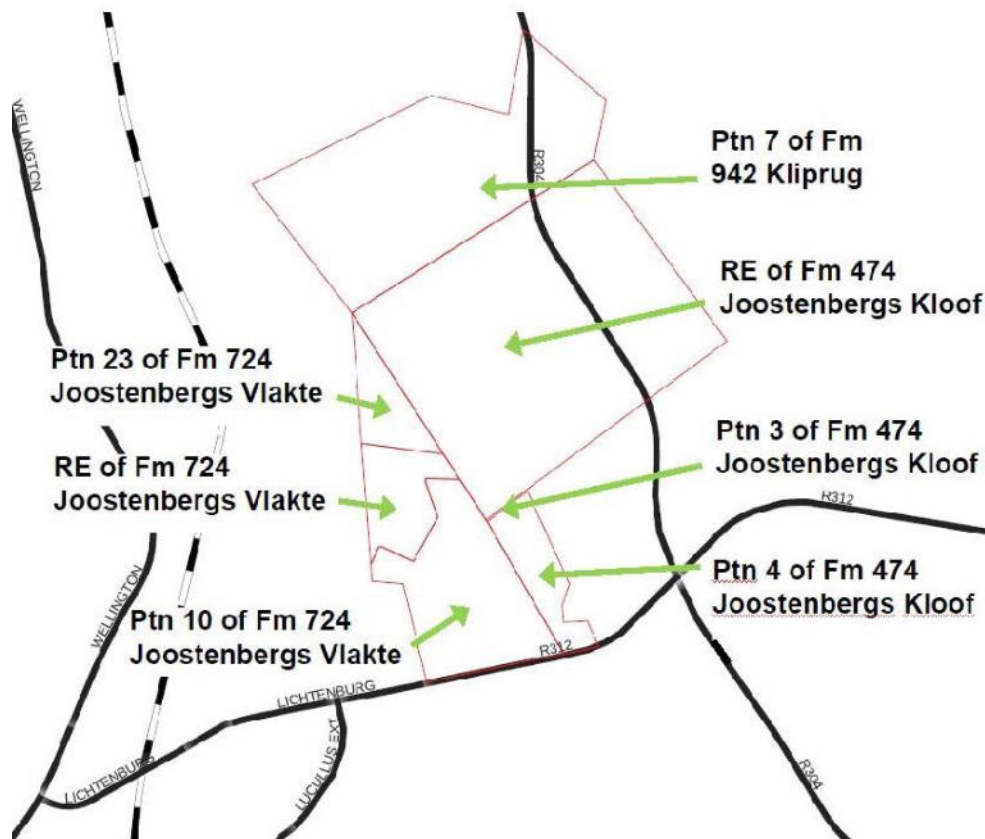 WELLINGTON
R304
Ptn 7 of Fm
942 Kliprug
RE of Fm 474
Joostenbergs Kloof
Ptn 23 of Fm 724
Joostenbergs Vlakte
Ptn 3 of Fm 474
Joostenbergs Kloof
RE of Fm 724
Joostenbergs Vlakte
R312
WELLINGTON
Ptn 4 of Fm 474
Joostenbergs Kloof
Ptn 10 of Fm 724
Joostenbergs Vlakte
R312
LICHTENBURG
LUCULLUS EXT
LICHTENBURG
R304